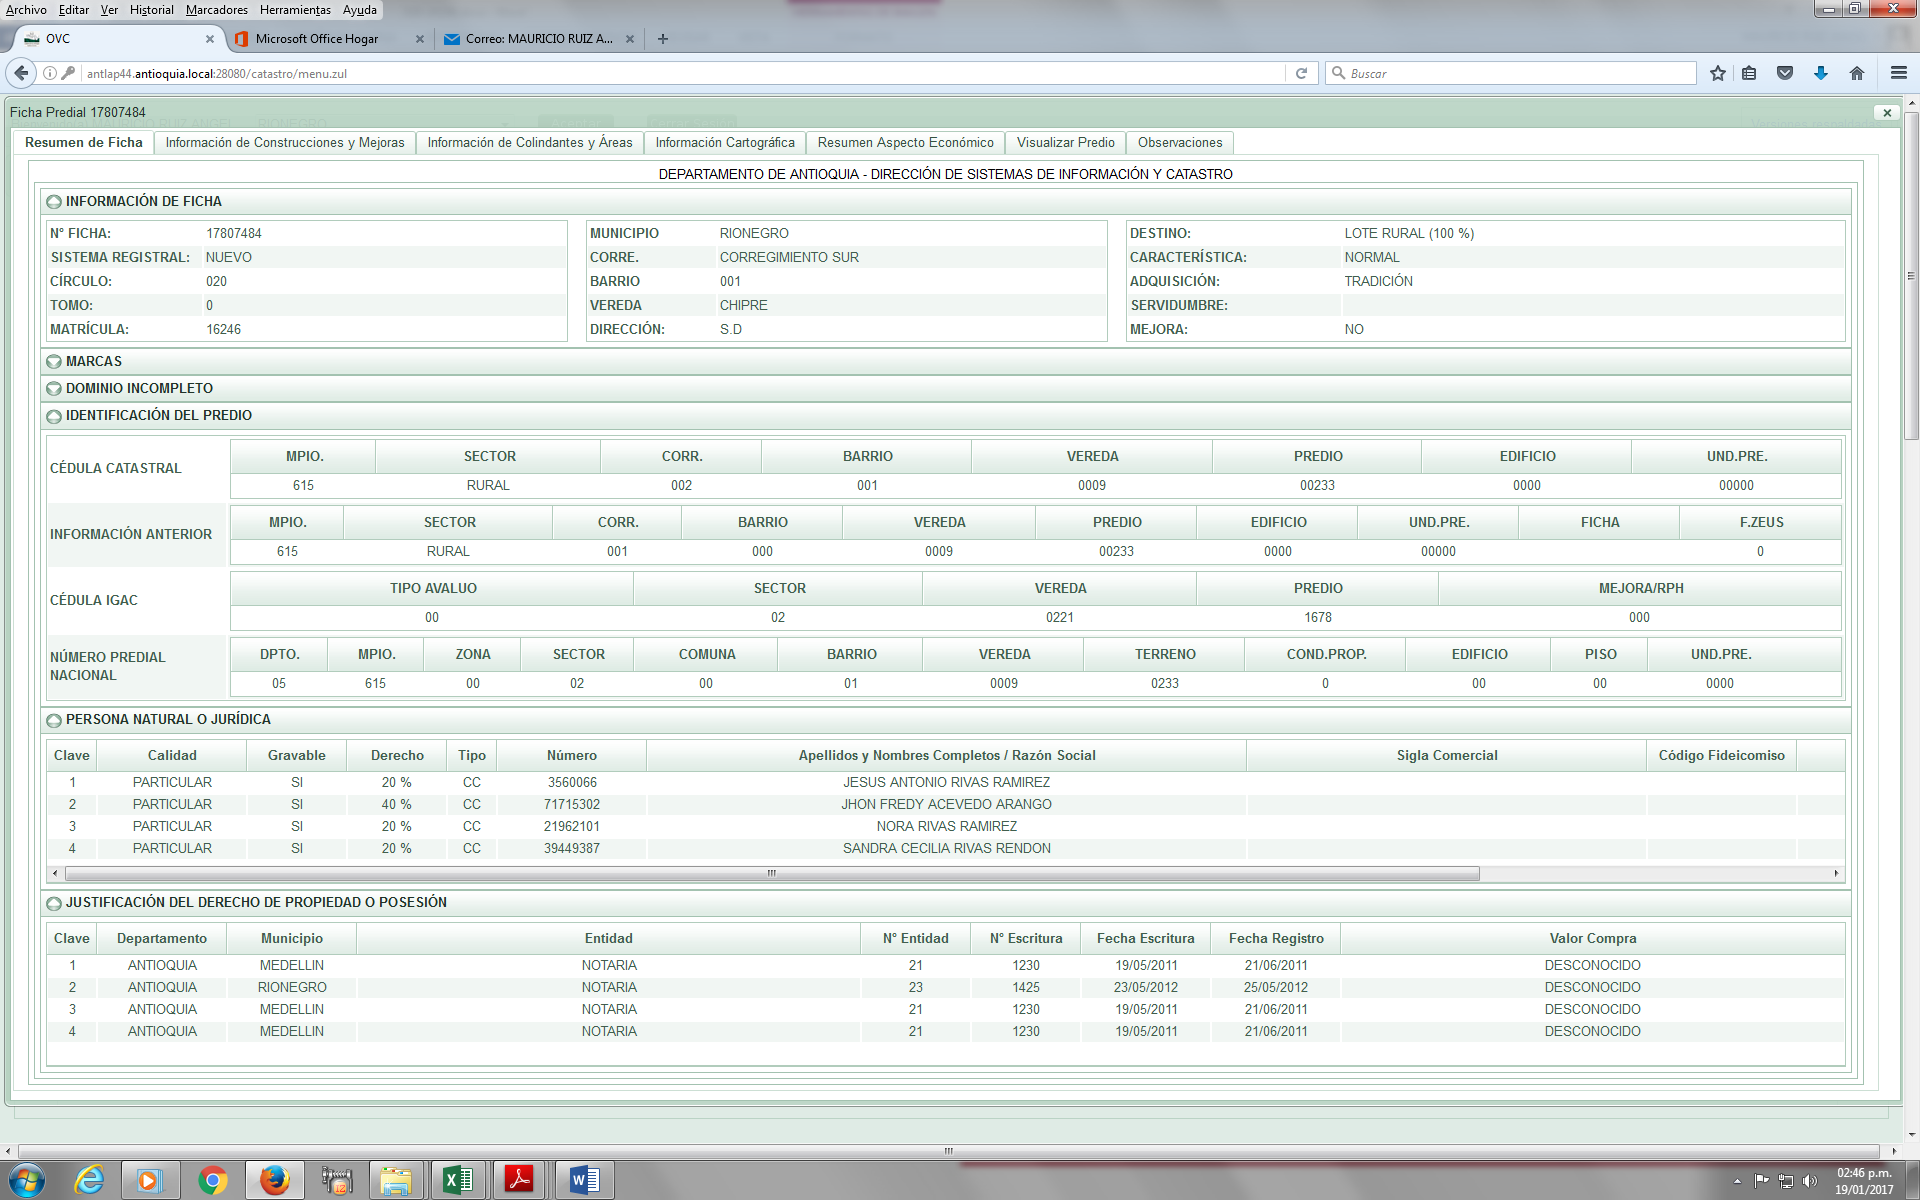 Archivo Editar Ver Historial Marcadores Herramientas Ayuda
OVC Microsoft Office Hogar Correo: MAURICIO RUIZ A...
antlap44.antioquia.local:28080/catastro/menu.zul Buscar
Ficha Predial 17807484
Resumen de Ficha Información de Construcciones y Mejoras Información de Colindantes y Áreas Información Cartográfica Resumen Aspecto Económico Visualizar Predio Observaciones
DEPARTAMENTO DE ANTIOQUIA - DIRECCIÓN DE SISTEMAS DE INFORMACIÓN Y CATASTRO
INFORMACIÓN DE FICHA
N° FICHA: 17807484 MUNICIPIO RIONEGRO DESTINO: LOTE RURAL (100 %)
SISTEMA REGISTRAL: NUEVO CORRE. CORREGIMIENTO SUR CARACTERÍSTICA: NORMAL
CÍRCULO: 020 BARRIO 001 ADQUISICIÓN: TRADICIÓN
TOMO: 0 VEREDA CHIPRE SERVIDUMBRE:
MATRÍCULA: 16246 DIRECCIÓN: S.D MEJORA: NO
MARCAS
DOMINIO INCOMPLETO
IDENTIFICACIÓN DEL PREDIO
CÉDULA CATASTRAL
MPIO. SECTOR CORR. BARRIO VEREDA PREDIO EDIFICIO UND.PRE.
615 RURAL 002 001 0009 00233 0000 00000
INFORMACIÓN ANTERIOR
MPIO. SECTOR CORR. BARRIO VEREDA PREDIO EDIFICIO UND.PRE. FICHA F.ZEUS
615 RURAL 001 000 0009 00233 0000 00000 0
CÉDULA IGAC
TIPO AVALUO SECTOR VEREDA PREDIO MEJORA/RPH
00 02 0221 1678 000
NÚMERO PREDIAL NACIONAL
DPTO. MPIO. ZONA SECTOR COMUNA BARRIO VEREDA TERRENO COND.PROP. EDIFICIO PISO UND.PRE.
05 615 00 02 00 01 0009 0233 0 00 00 0000
PERSONA NATURAL O JURÍDICA
Clave Calidad Gravable Derecho Tipo Número Apellidos y Nombres Completos / Razón Social Sigla Comercial Código Fideicomiso
1 PARTICULAR SI 20 % CC 3560066 JESUS ANTONIO RIVAS RAMIREZ
2 PARTICULAR SI 40 % CC 71715302 JHON FREDY ACEVEDO ARANGO
3 PARTICULAR SI 20 % CC 21962101 NORA RIVAS RAMIREZ
4 PARTICULAR SI 20 % CC 39449387 SANDRA CECILIA RIVAS RENDON
JUSTIFICACIÓN DEL DERECHO DE PROPIEDAD O POSESIÓN
Clave Departamento Municipio Entidad N° Entidad N° Escritura Fecha Escritura Fecha Registro Valor Compra
1 ANTIOQUIA MEDELLIN NOTARIA 21 1230 19/05/2011 21/06/2011 DESCONOCIDO
2 ANTIOQUIA RIONEGRO NOTARIA 23 1425 23/05/2012 25/05/2012 DESCONOCIDO
3 ANTIOQUIA MEDELLIN NOTARIA 21 1230 19/05/2011 21/06/2011 DESCONOCIDO
4 ANTIOQUIA MEDELLIN NOTARIA 21 1230 19/05/2011 21/06/2011 DESCONOCIDO
02:46 p.m.
19/01/2017